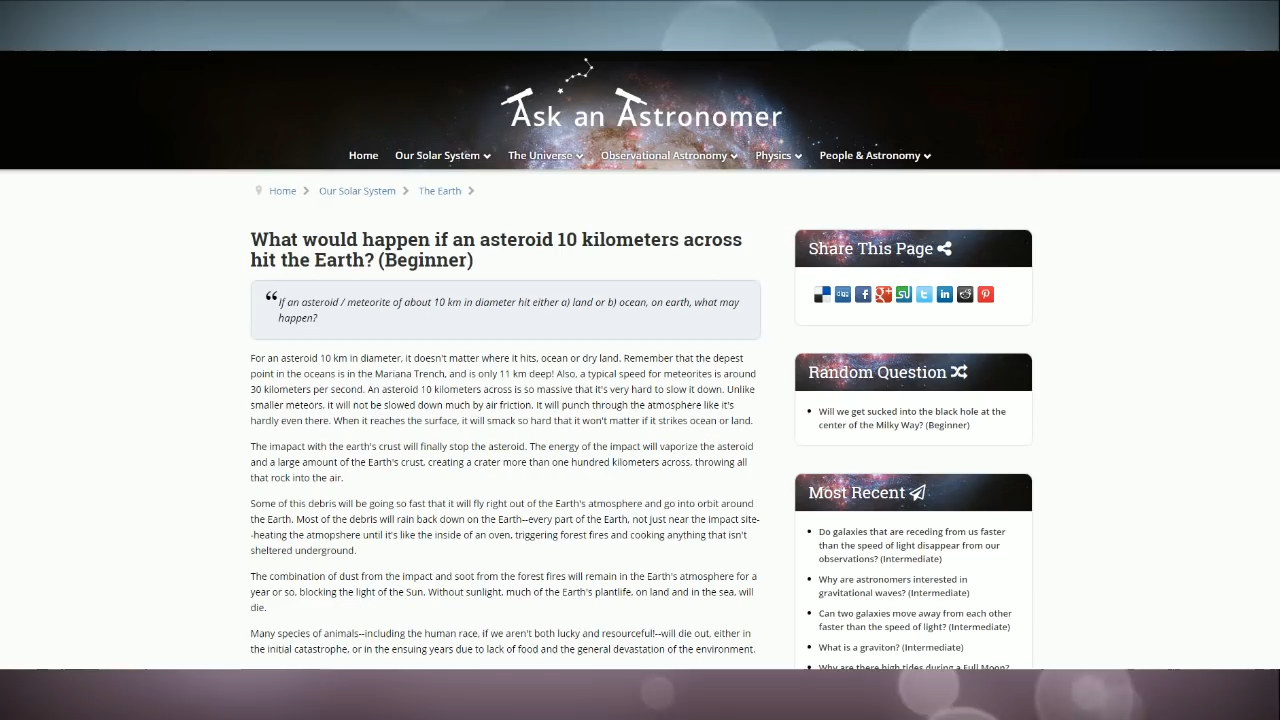 Ask an Astronomer
Home Our Solar System The Universe Observational Astronomy Physics People & Astronomy
Home Our Solar System The Earth
What would happen if an asteroid 10 kilometers across
hit the Earth? (Beginner)
“If an asteroid / meteorite of about 10 km in diameter hit either a) land or b) ocean, on earth, what may
happen?
For an asteroid 10 km in diameter, it doesn't matter where it hits, ocean or dry land. Remember that the depest
point in the oceans is in the Mariana Trench, and is only 11 km deep! Also, a typical speed for meteorites is around
30 kilometers per second. An asteroid 10 kilometers across is so massive that it's very hard to slow it down. Unlike
smaller meteors, it will not be slowed down much by air friction. It will punch through the atmosphere like it's
hardly even there. When it reaches the surface, it will smack so hard that it won't matter if it strikes ocean or land.
The imapact with the earth's crust will finally stop the asteroid. The energy of the impact will vaporize the asteroid
and a large amount of the Earth's crust, creating a crater more than one hundred kilometers across, throwing all
that rock into the air.
Some of this debris will be going so fast that it will fly right out of the Earth's atmosphere and go into orbit around
the Earth. Most of the debris will rain back down on the Earth--every part of the Earth, not just near the impact site-
-heating the atmopshere until it's like the inside of an oven, triggering forest fires and cooking anything that isn't
sheltered underground.
The combination of dust from the impact and soot from the forest fires will remain in the Earth's atmosphere for a
year or so, blocking the light of the Sun. Without sunlight, much of the Earth's plantlife, on land and in the sea, will
die.
Many species of animals--including the human race, if we aren't both lucky and resourceful!--will die out, either in
the initial catastrophe, or in the ensuing years due to lack of food and the general devastation of the environment.
Share This Page
digg
Random Question
Will we get sucked into the black hole at the
center of the Milky Way? (Beginner)
Most Recent
Do galaxies that are receding from us faster
than the speed of light disappear from our
observations? (Intermediate)
Why are astronomers interested in
gravitational waves? (Intermediate)
Can two galaxies move away from each other
faster than the speed of light? (Intermediate)
What is a graviton? (Intermediate)
Why are there high tides during a Full Moon?